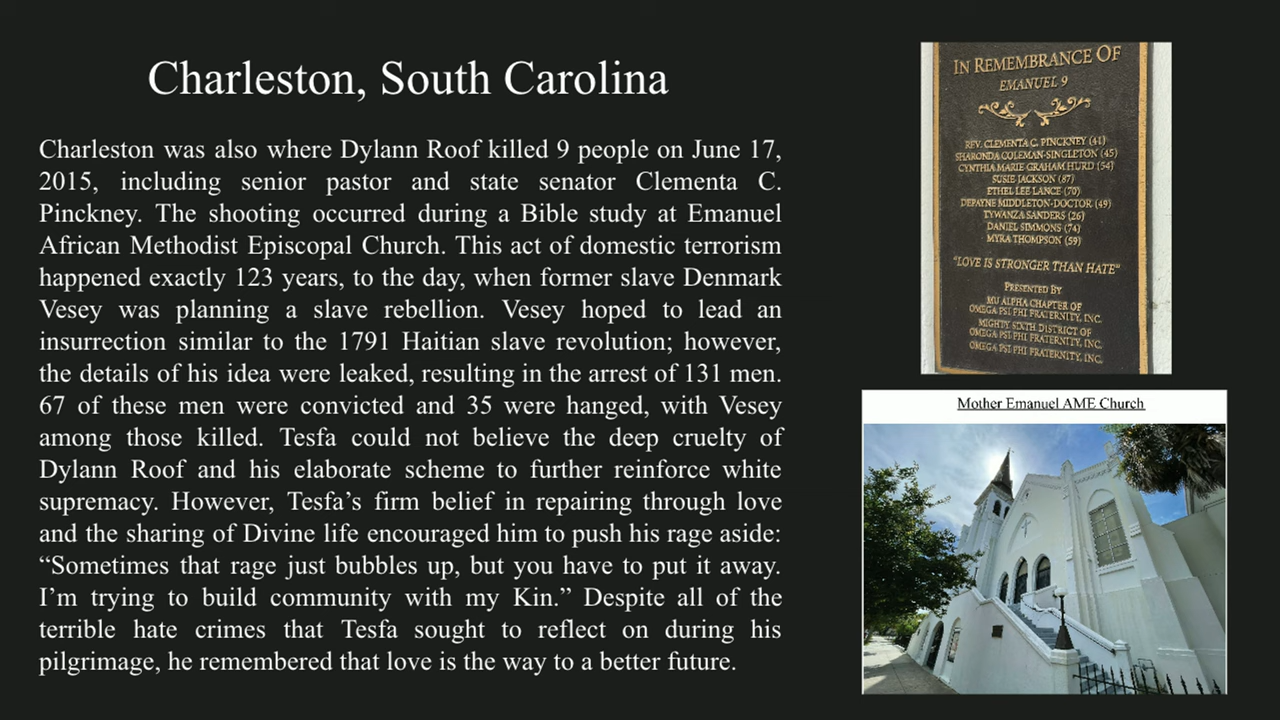 Charleston, South Carolina
Charleston was also where Dylann Roof killed 9 people on June 17,
2015, including senior pastor and state senator Clementa C.
Pinckney. The shooting occurred during a Bible study at Emanuel
African Methodist Episcopal Church. This act of domestic terrorism
happened exactly 123 years, to the day, when former slave Denmark
Vesey was planning a slave rebellion. Vesey hoped to lead an
insurrection similar to the 1791 Haitian slave revolution; however,
the details of his idea were leaked, resulting in the arrest of 131 men.
67 of these men were convicted and 35 were hanged, with Vesey
among those killed. Tesfa could not believe the deep cruelty of
Dylann Roof and his elaborate scheme to further reinforce white
supremacy. However, Tesfa’s firm belief in repairing through love
and the sharing of Divine life encouraged him to push his rage aside:
“Sometimes that rage just bubbles up, but you have to put it away.
I’m trying to build community with my Kin.” Despite all of the
terrible hate crimes that Tesfa sought to reflect on during his
pilgrimage, he remembered that love is the way to a better future.
IN REMEMBRANCE OF
EMANUEL 9
REV. CLEMENTA C. PINCKNEY (41)
SHARONDA COLEMAN-SINGLETON (45)
CYNTHIA MARIE GRAHAM HURD (54)
SUSIE JACKSON (87)
ETHEL LEE LANCE (70)
DEPAYNE MIDDLETON-DOCTOR (49)
TYWANZA SANDERS (26)
DANIEL SIMMONS (74)
MYRA THOMPSON (59)
“LOVE IS STRONGER THAN HATE”
PRESENTED BY
MU ALPHA CHAPTER OF
OMEGA PSI PHI FRATERNITY, INC.
MIGHTY SIXTH DISTRICT OF
OMEGA PSI PHI FRATERNITY, INC.
OMEGA PSI PHI FRATERNITY, INC.
Mother Emanuel AME Church